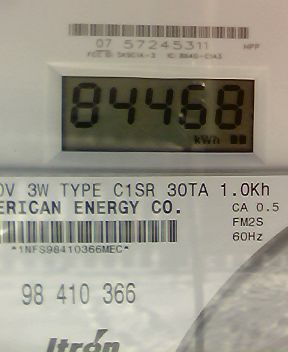 07 57245311
84468
kWh
0V 3W TYPE C1SR 30TA 1.0Kh
ERICAN ENERGY CO.
CA 0.5
FM2S
60Hz
*1NFS98410366MEC*
98 410 366
Itron